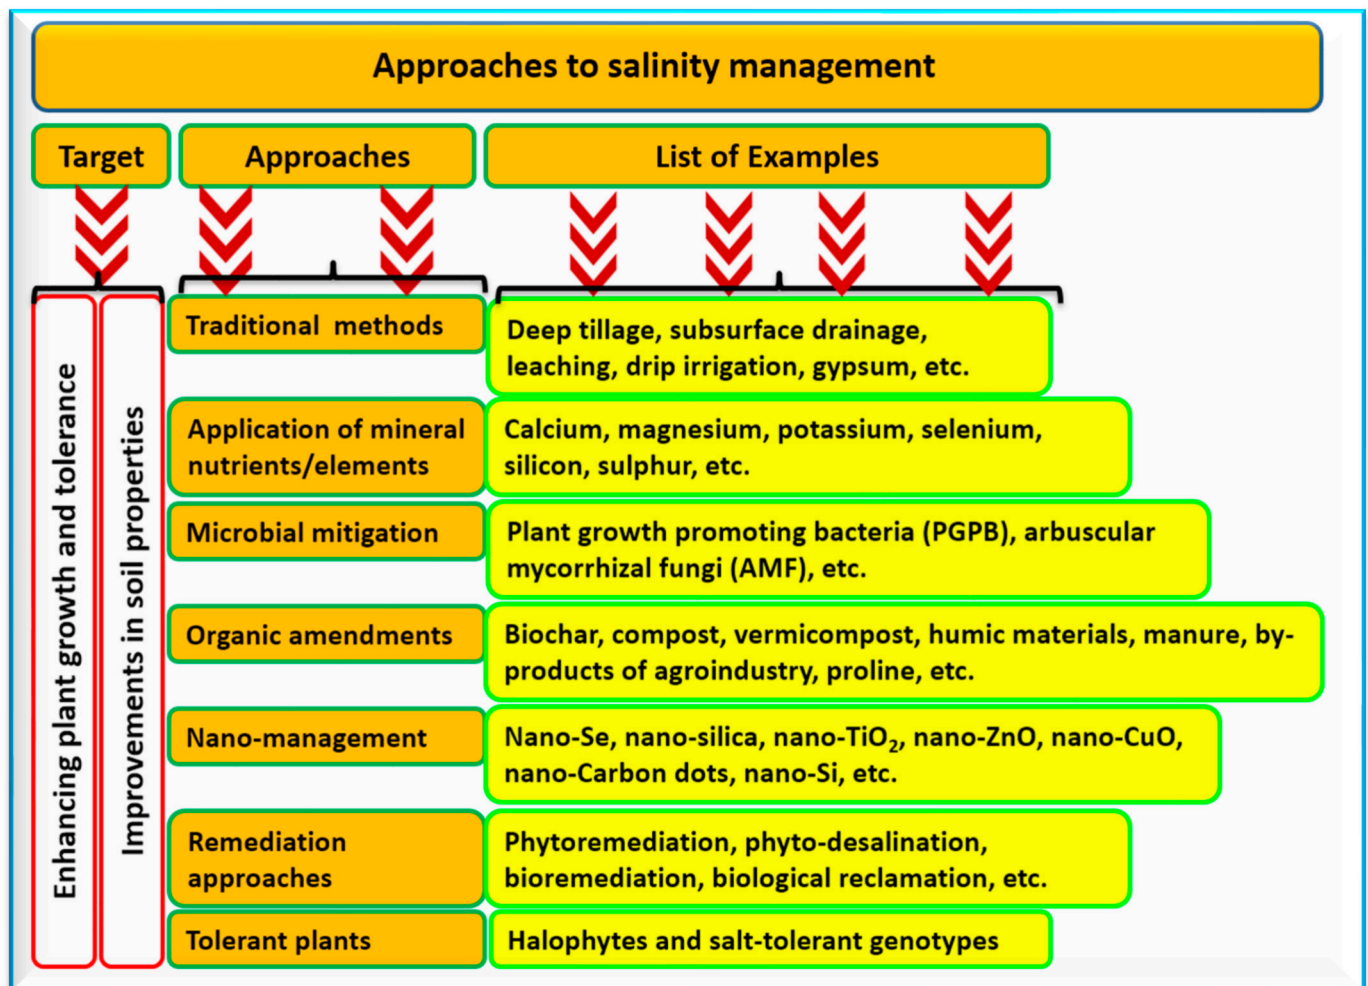 Approaches to salinity management
Target
Approaches
List of Examples
Enhancing plant growth and tolerance
Improvements in soil properties
Traditional methods
Deep tillage, subsurface drainage,
leaching, drip irrigation, gypsum, etc.
Application of mineral
nutrients/elements
Calcium, magnesium, potassium, selenium,
silicon, sulphur, etc.
Microbial mitigation
Plant growth promoting bacteria (PGPB), arbuscular
mycorrhizal fungi (AMF), etc.
Organic amendments
Biochar, compost, vermicompost, humic materials, manure, by-
products of agroindustry, proline, etc.
Nano-management
Nano-Se, nano-silica, nano-TiO₂, nano-ZnO, nano-CuO,
nano-Carbon dots, nano-Si, etc.
Remediation
approaches
Phytoremediation, phyto-desalination,
bioremediation, biological reclamation, etc.
Tolerant plants
Halophytes and salt-tolerant genotypes